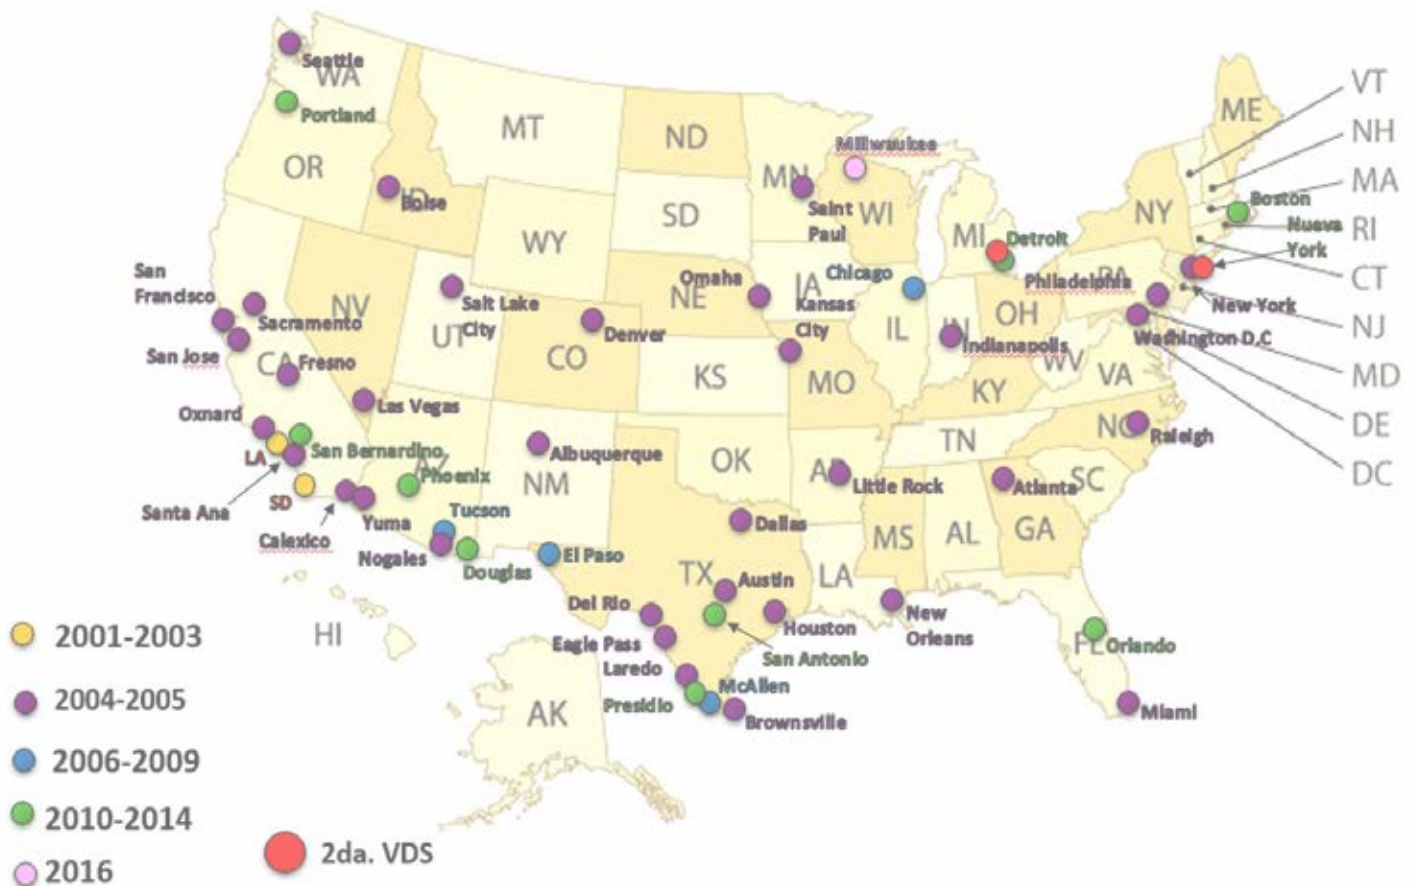 Seattle
WA
Portland
OR
MT
ND
ID
Boise
MN
Saint
Paul
Millwaukee
WI
SD
WY
MI
Detroit
NY
ME
VT
NH
MA
Boston
Nueva
York
RI
CT
New York
NJ
MD
DE
DC
Philadelphia
PA
Washington D.C
San
Francisco
Sacramento
San Jose
CA
Fresno
NV
Salt Lake
City
UT
Denver
CO
Omaha
NE
IA
Kansas
City
Chicago
IL
IN
Indianapolis
OH
WV
VA
KS
MO
KY
Las Vegas
Oxnard
LA
San Bernardino
Santa Ana
SD
AZ
Phoenix
Albuquerque
NM
OK
AR
Little Rock
TN
NC
Raleigh
SC
Atlanta
GA
AL
MS
LA
Calexico
Yuma
Tucson
Nogales
Douglas
El Paso
Dallas
TX
Austin
Del Rio
Houston
Eagle Pass
San Antonio
Laredo
McAllen
Presidio
Brownsville
New
Orleans
FL
Orlando
Miami
HI
AK
2001-2003
2004-2005
2006-2009
2010-2014
2016
2da. VDS